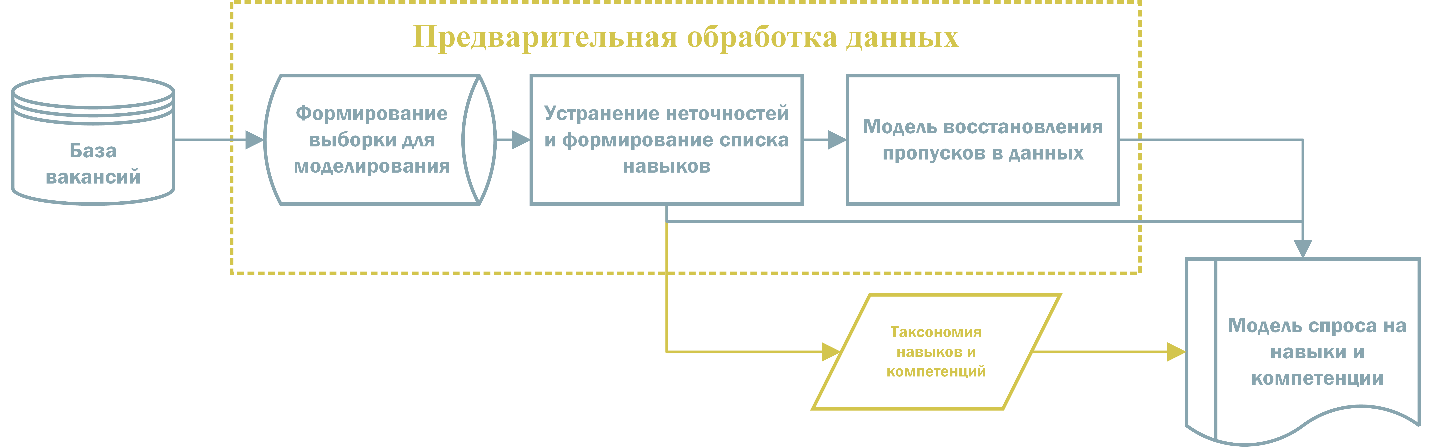 Предварительная обработка данных
База
вакансий
Формирование
выборки для
моделирования
Устранение неточностей
и формирование списка
навыков
Модель восстановления
пропусков в данных
Таксономия
навыков и
компетенций
Модель спроса на
навыки и
компетенции